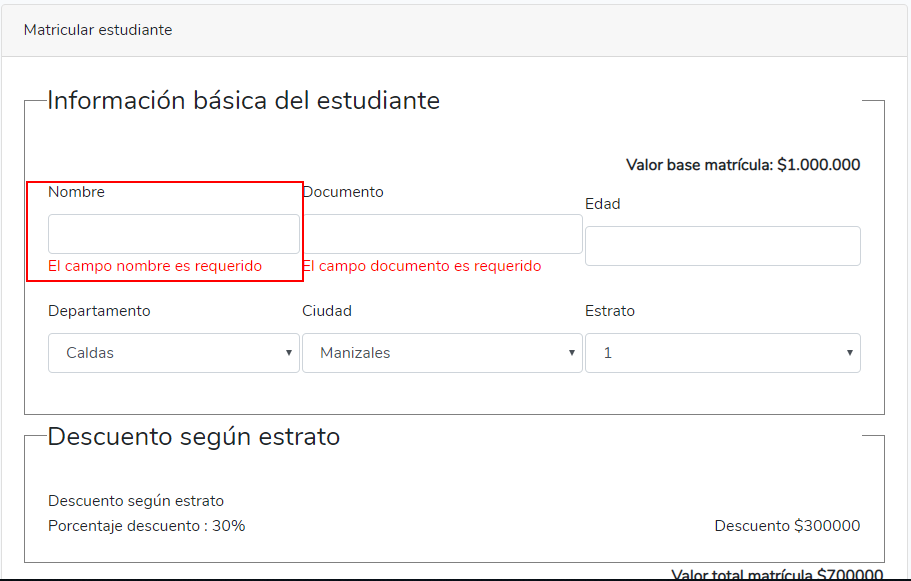 Matricular estudiante
Información básica del estudiante
Valor base matrícula: $1.000.000
Nombre
Documento
Edad
El campo nombre es requerido
El campo documento es requerido
Departamento
Ciudad
Estrato
Caldas
Manizales
1
Descuento según estrato
Descuento según estrato
Porcentaje descuento : 30%
Descuento $300000
Valor total matrícula $700000